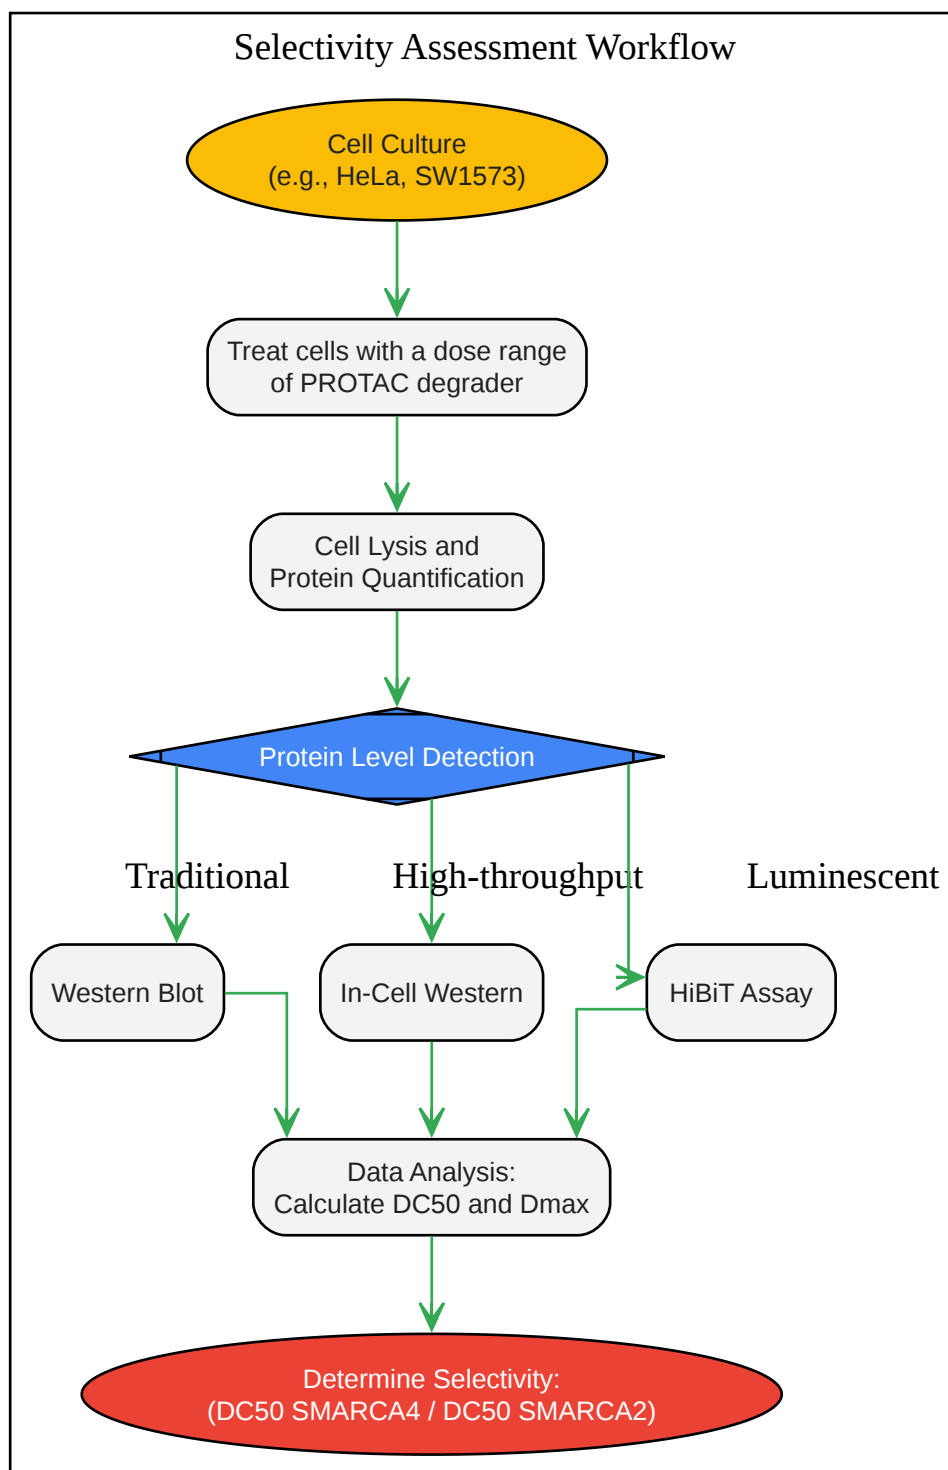 Selectivity Assessment Workflow
Cell Culture
(e.g., HeLa, SW1573)
Treat cells with a dose range
of PROTAC degrader
Cell Lysis and
Protein Quantification
Protein Level Detection
Traditional
High-throughput
Luminescent
Western Blot
In-Cell Western
HiBiT Assay
Data Analysis:
Calculate DC50 and Dmax
Determine Selectivity:
(DC50 SMARCA4 / DC50 SMARCA2)